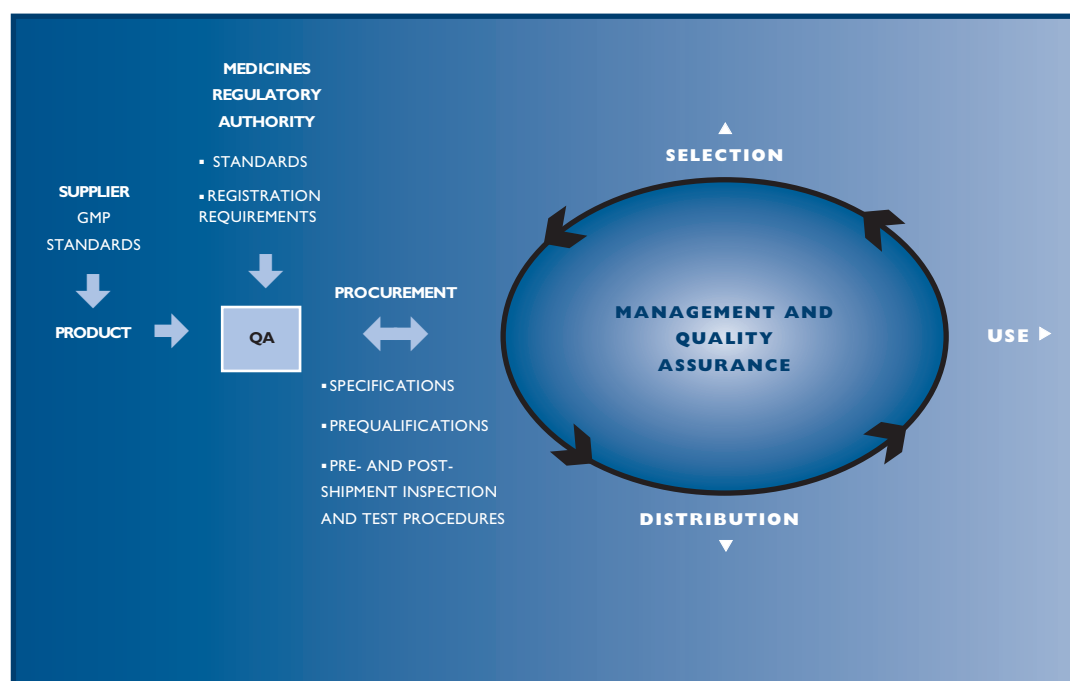 SUPPLIER
GMP
STANDARDS
PRODUCT
MEDICINES
REGULATORY
AUTHORITY
▪ STANDARDS
▪ REGISTRATION
REQUIREMENTS
QA
PROCUREMENT
▪ SPECIFICATIONS
▪ PREQUALIFICATIONS
▪ PRE- AND POST-
SHIPMENT INSPECTION
AND TEST PROCEDURES
SELECTION
MANAGEMENT AND
QUALITY
ASSURANCE
USE
DISTRIBUTION